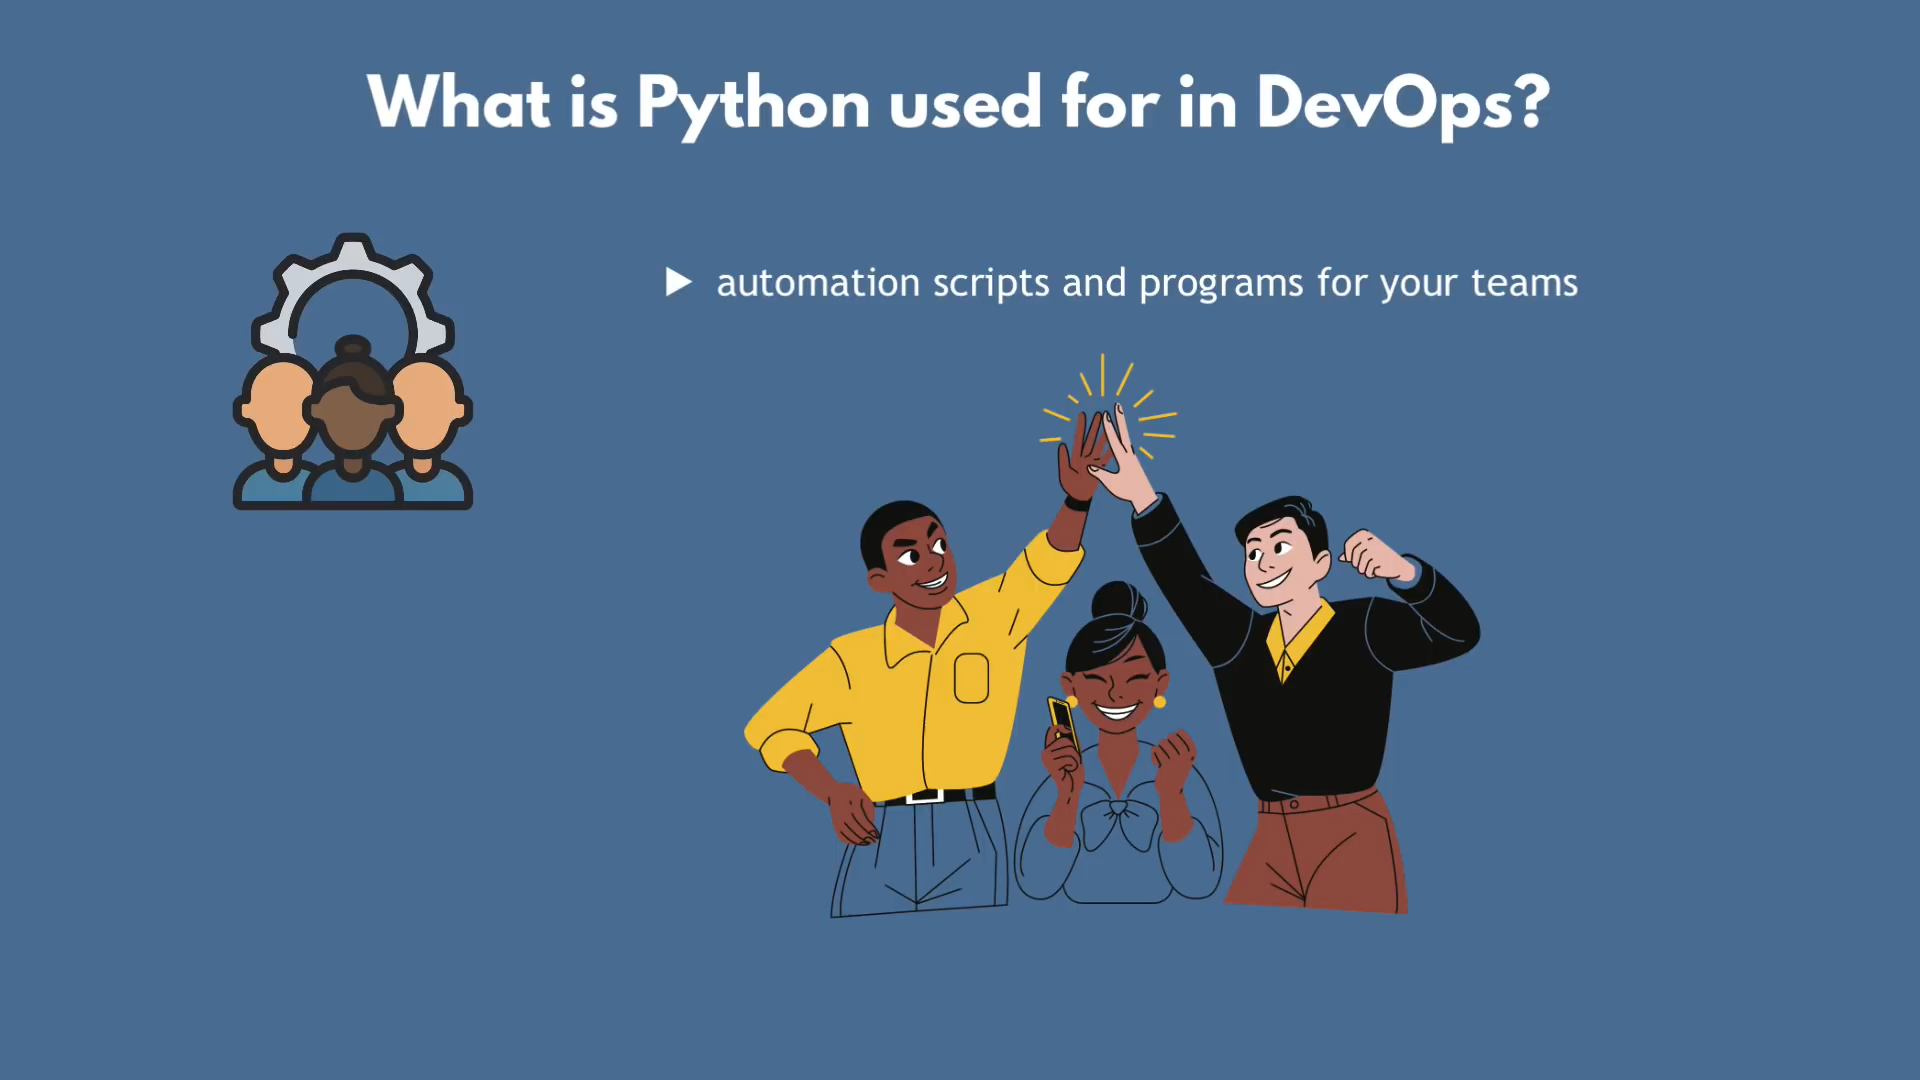 What is Python used for in DevOps?
automation scripts and programs for your teams